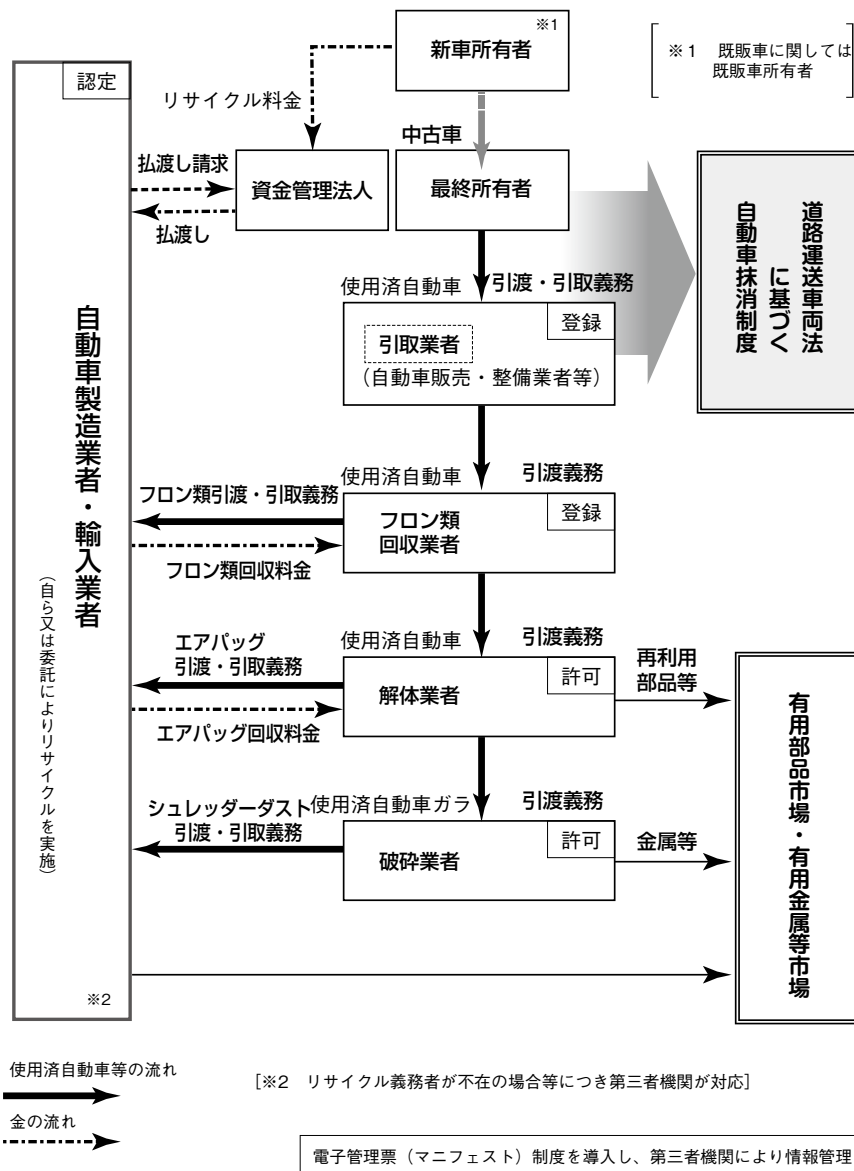 ※1
新車所有者
※1 既販車に関しては
既販車所有者
認定
リサイクル料金
中古車
払渡し請求
資金管理法人
最終所有者
払渡し
道路運送車両法
に基づく
自動車抹消制度
使用済自動車
引渡・引取義務
登録
引取業者
（自動車販売・整備業者等）
自動車製造業者・輸入業者
（自ら又は委託によりリサイクルを実施）
使用済自動車
引渡義務
フロン類引渡・引取義務
登録
フロン類
回収業者
フロン類回収料金
使用済自動車
引渡義務
エアパッグ
引渡・引取義務
許可
解体業者
再利用
部品等
エアパッグ回収料金
有用部品市場・有用金属等市場
シュレッダーダスト
引渡・引取義務
使用済自動車ガラ
引渡義務
許可
破砕業者
金属等
※2
使用済自動車等の流れ
［※2 リサイクル義務者が不在の場合等につき第三者機関が対応］
金の流れ
電子管理票（マニフェスト）制度を導入し、第三者機関により情報管理